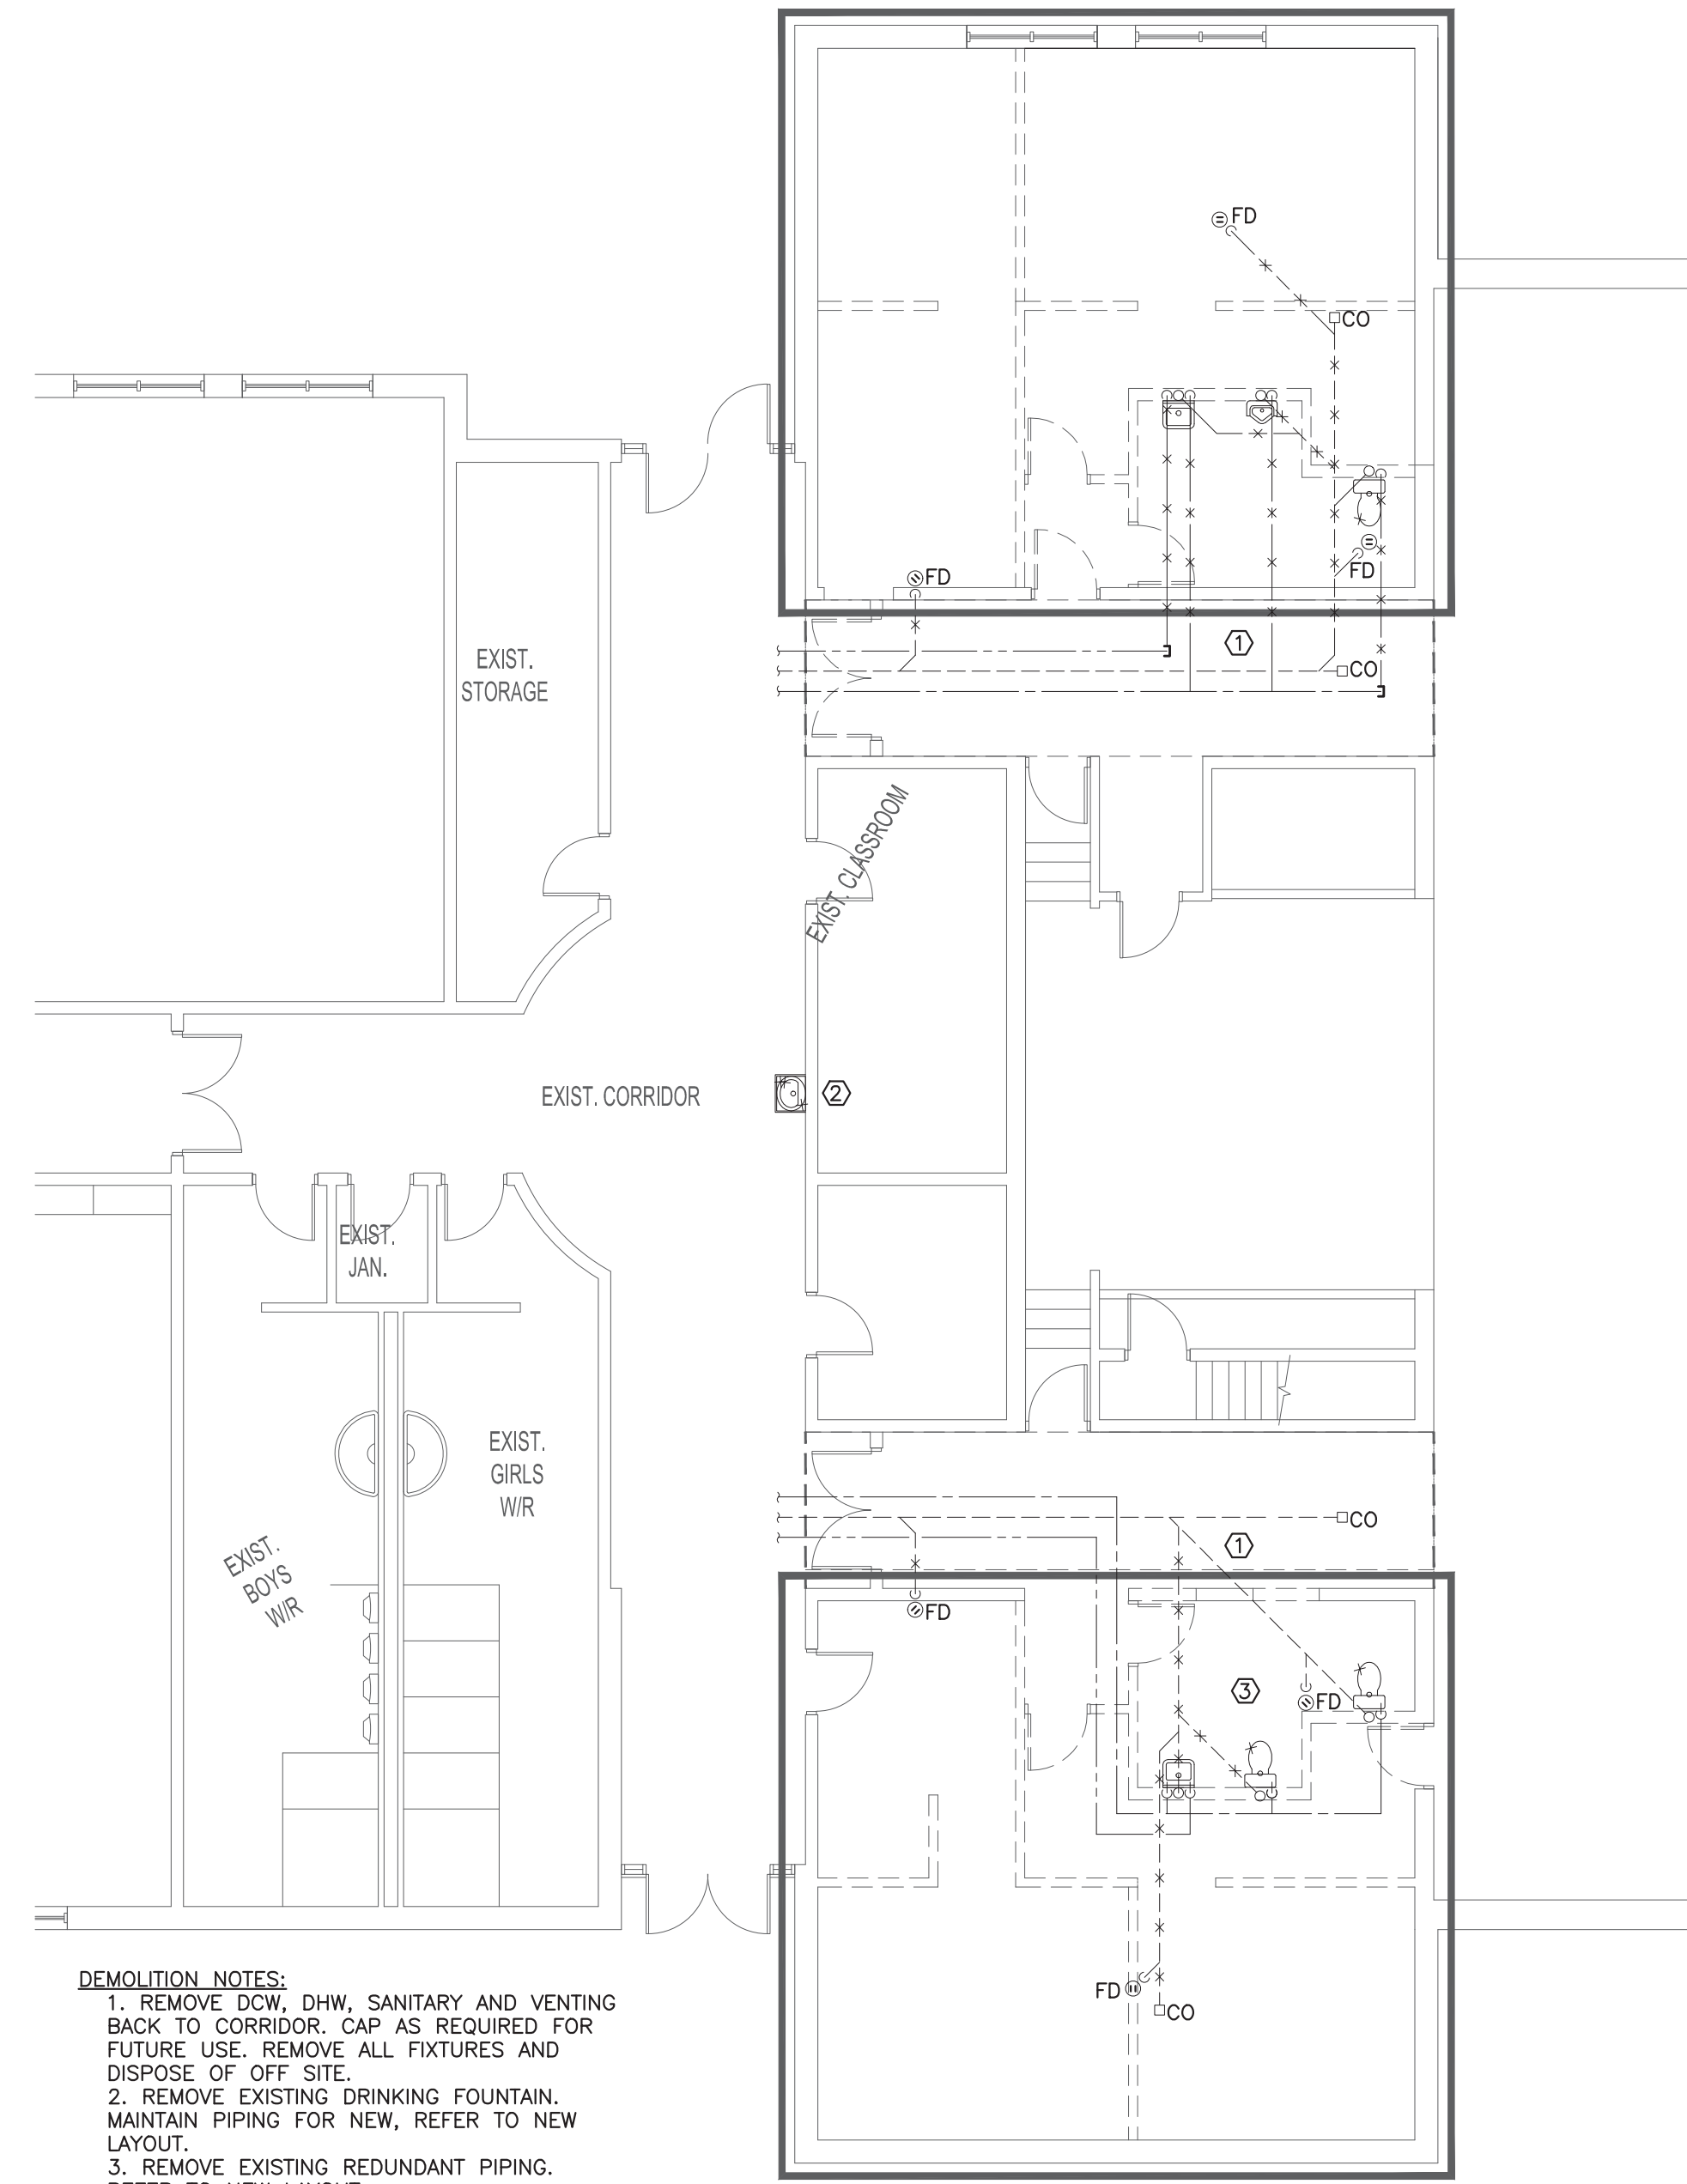 FD
CO
FD
FD
1
CO
EXIST.
STORAGE
EXIST. CLASSROOM
EXIST. CORRIDOR
2
EXIST.
JAN.
EXIST.
GIRLS
W/R
CO
EXIST.
BOYS
W/R
1
FD
3
FD
FD
CO
DEMOLITION NOTES:
1. REMOVE DCW, DHW, SANITARY AND VENTING
BACK TO CORRIDOR. CAP AS REQUIRED FOR
FUTURE USE. REMOVE ALL FIXTURES AND
DISPOSE OF OFF SITE.
2. REMOVE EXISTING DRINKING FOUNTAIN.
MAINTAIN PIPING FOR NEW, REFER TO NEW
LAYOUT.
3. REMOVE EXISTING REDUNDANT PIPING.